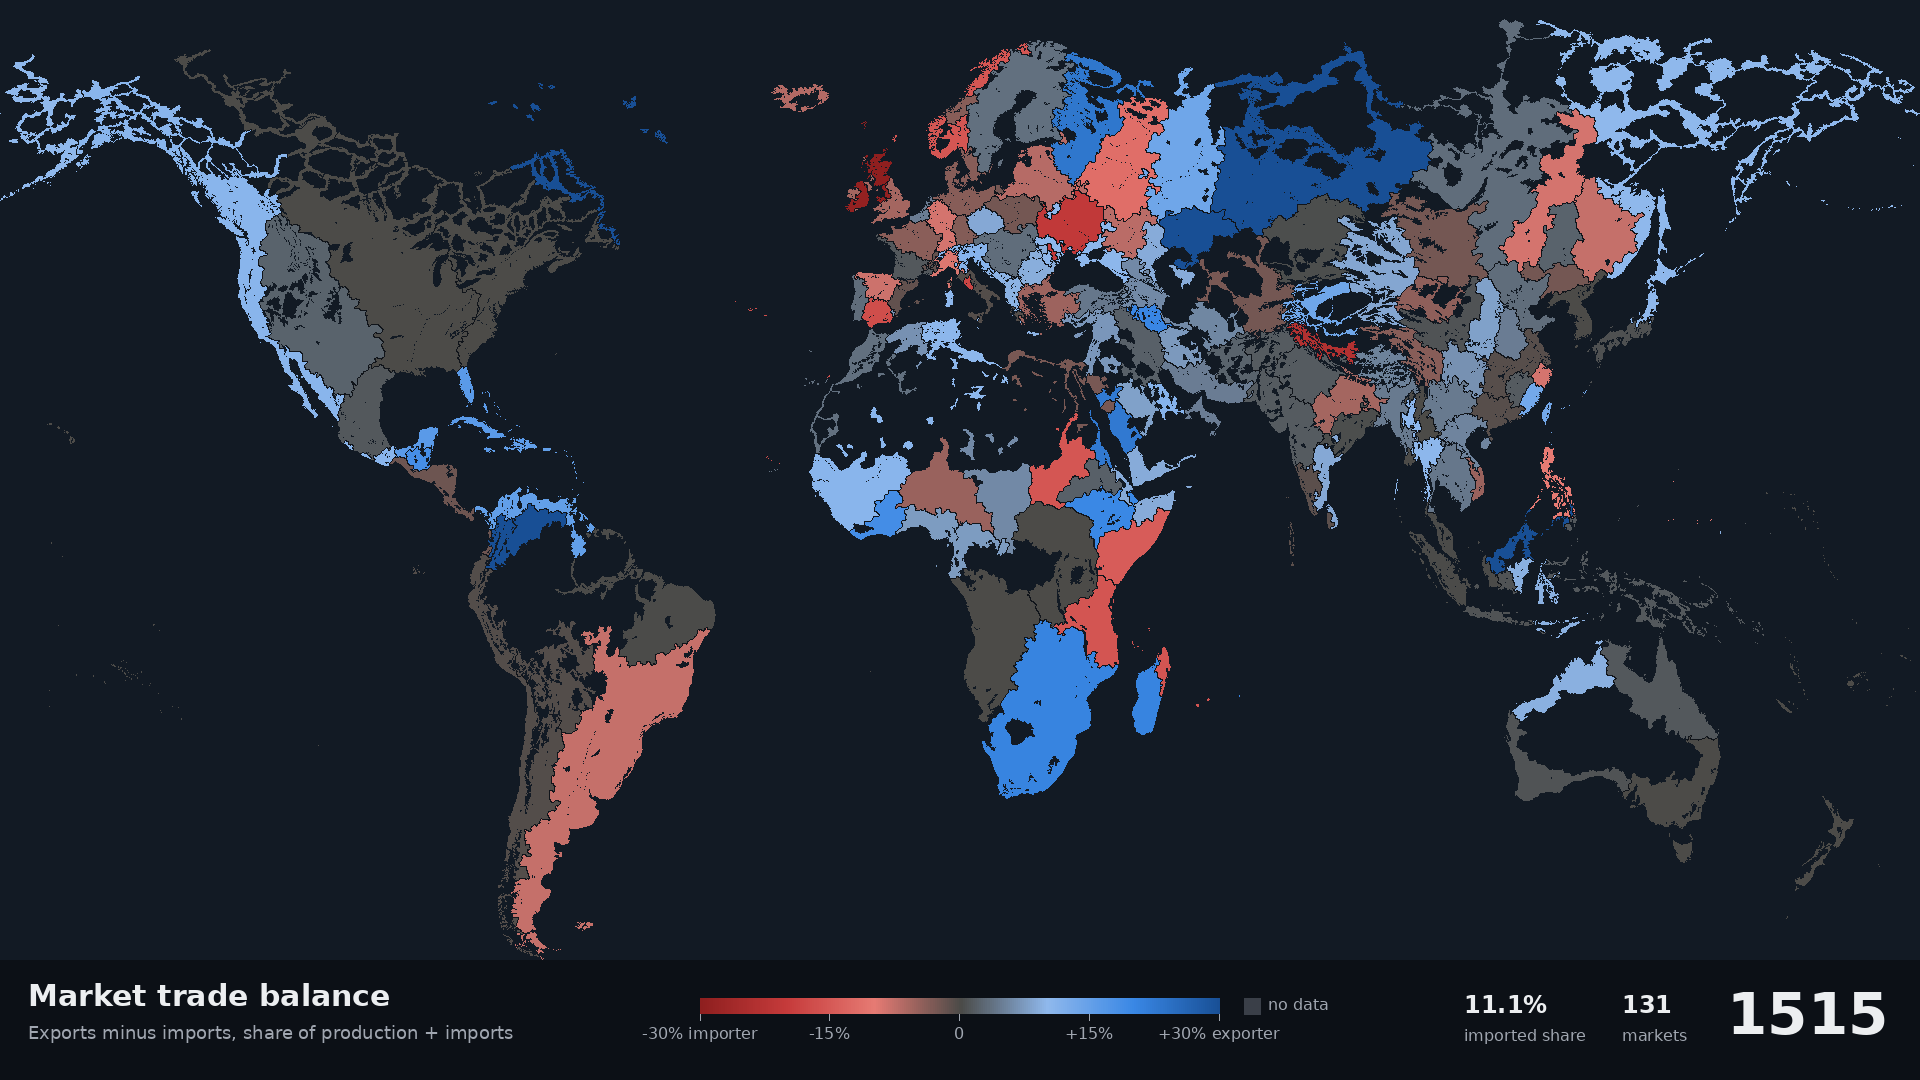 Market trade balance
Exports minus imports, share of production + imports
-30% importer
-15%
0
+15%
+30% exporter
no data
11.1%
imported share
131
markets
1515